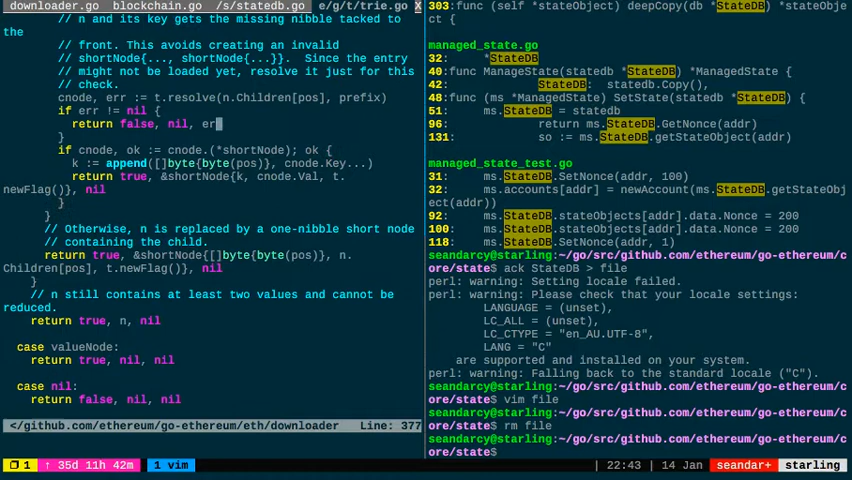 downloader.go  blockchain.go  /s/statedb.go  e/g/t/trie.go X
// n and its key gets the missing nibble tacked to
the
// front. This avoids creating an invalid
// shortNode{..., shortNode{...}}.  Since the entry
// might not be loaded yet, resolve it just for this
// check.
cnode, err := t.resolve(n.Children[pos], prefix)
if err != nil {
return false, nil, er
}
if cnode, ok := cnode.(*shortNode); ok {
k := append([]byte{byte(pos)}, cnode.Key...)
return true, &shortNode{k, cnode.Val, t.
newFlag()}, nil
}
}
// Otherwise, n is replaced by a one-nibble short node
// containing the child.
return true, &shortNode{[]byte{byte(pos)}, n.
Children[pos], t.newFlag()}, nil
}
// n still contains at least two values and cannot be
reduced.
return true, n, nil
case valueNode:
return true, nil, nil
case nil:
return false, nil, nil
</github.com/ethereum/go-ethereum/eth/downloader   Line: 377
303:func (self *stateObject) deepCopy(db *StateDB) *stateObje
ct {
managed_state.go
32:     *StateDB
40:func ManageState(statedb *StateDB) *ManagedState {
42:             StateDB:  statedb.Copy(),
48:func (ms *ManagedState) SetState(statedb *StateDB) {
51:     ms.StateDB = statedb
96:             return ms.StateDB.GetNonce(addr)
131:            so := ms.StateDB.getStateObject(addr)
managed_state_test.go
31:     ms.StateDB.SetNonce(addr, 100)
32:     ms.accounts[addr] = newAccount(ms.StateDB.getStateObj
ect(addr))
92:     ms.StateDB.stateObjects[addr].data.Nonce = 200
100:    ms.StateDB.stateObjects[addr].data.Nonce = 200
118:    ms.StateDB.SetNonce(addr, 1)
seandarcy@starling:~/go/src/github.com/ethereum/go-ethereum/c
ore/state$ ack StateDB > file
perl: warning: Setting locale failed.
perl: warning: Please check that your locale settings:
LANGUAGE = (unset),
LC_ALL = (unset),
LC_CTYPE = "en_AU.UTF-8",
LANG = "C"
are supported and installed on your system.
perl: warning: Falling back to the standard locale ("C").
seandarcy@starling:~/go/src/github.com/ethereum/go-ethereum/c
ore/state$ vim file
seandarcy@starling:~/go/src/github.com/ethereum/go-ethereum/c
ore/state$ rm file
seandarcy@starling:~/go/src/github.com/ethereum/go-ethereum/c
ore/state$
1  ↑ 35d 11h 42m  1 vim  | 22:43 | 14 Jan  seandar+  starling